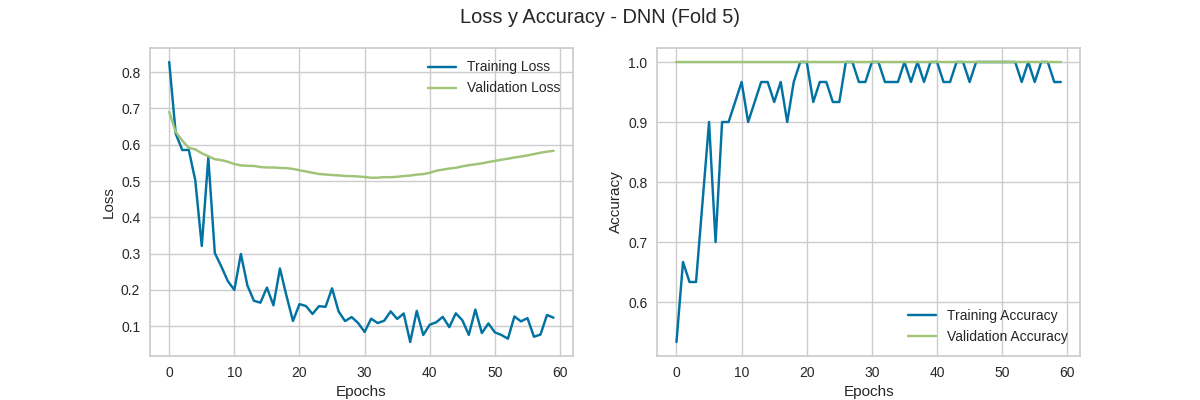 Loss y Accuracy - DNN (Fold 5)
Loss
0.8
0.7
0.6
0.5
0.4
0.3
0.2
0.1
Training Loss
Validation Loss
0 10 20 30 40 50 60
Epochs
Accuracy
1.0
0.9
0.8
0.7
0.6
Training Accuracy
Validation Accuracy
0 10 20 30 40 50 60
Epochs